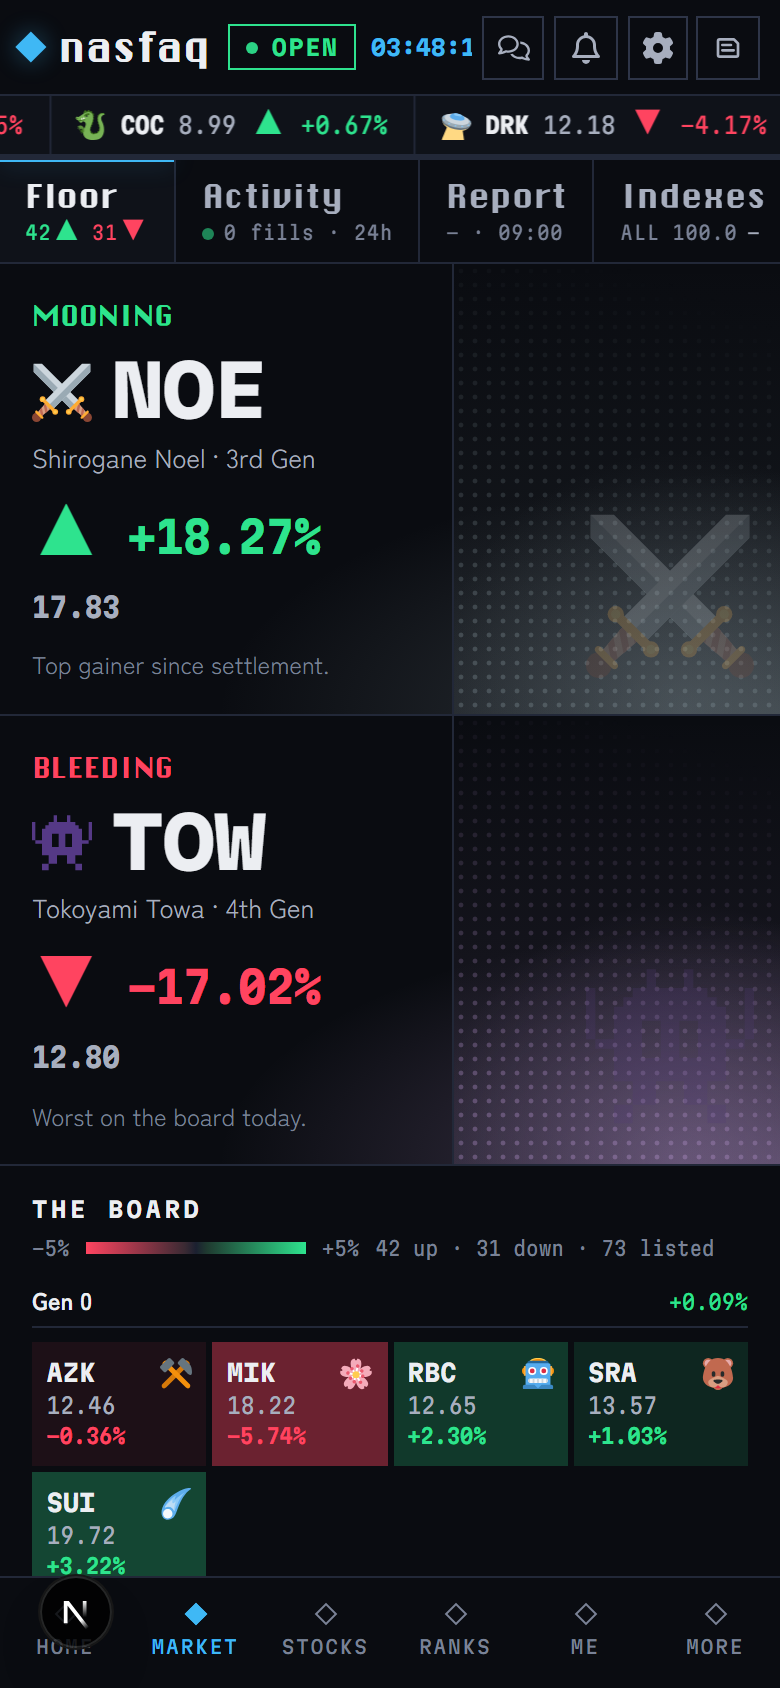 nasfaq OPEN 03:48:1
5% COC 8.99 ▲ +0.67% DRK 12.18 ▼ −4.17%
Floor Activity Report Indexes
42▲ 31▼ 0 fills · 24h – · 09:00 ALL 100.0 –
MOONING
NOE
Shirogane Noel · 3rd Gen
▲ +18.27%
17.83
Top gainer since settlement.
BLEEDING
TOW
Tokoyami Towa · 4th Gen
▼ −17.02%
12.80
Worst on the board today.
THE BOARD
−5% +5% 42 up · 31 down · 73 listed
Gen 0 +0.09%
AZK MIK RBC SRA
12.46 18.22 12.65 13.57
−0.36% −5.74% +2.30% +1.03%
SUI
19.72
+3.22%
N
HOME MARKET STOCKS RANKS ME MORE